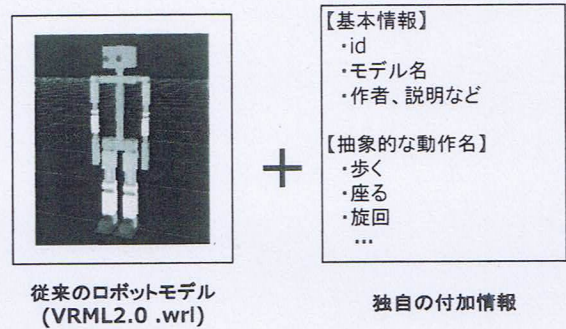 【基本情報】
・id
・モデル名
・作者、説明など
【抽象的な動作名】
・歩く
・座る
・旋回
…
+
従来のロボットモデル
(VRML2.0 .wrl)
独自の付加情報